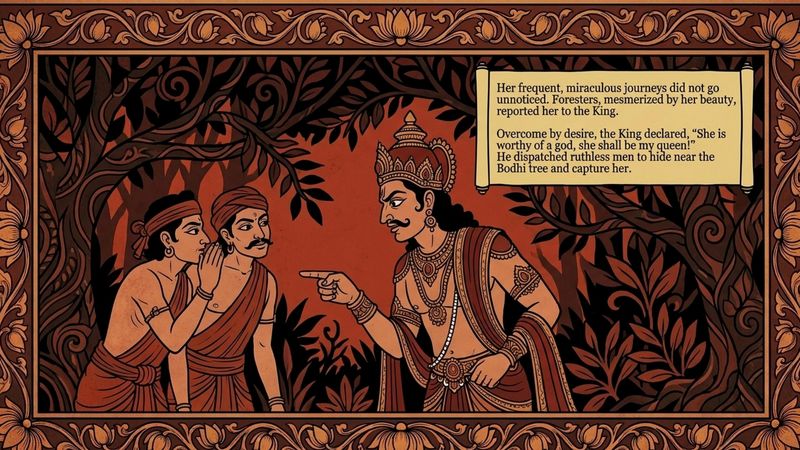 Her frequent, miraculous journeys did not go
unnoticed. Foresters, mesmerized by her beauty,
reported her to the King.
Overcome by desire, the King declared, “She is
worthy of a god, she shall be my queen!”
He dispatched ruthless men to hide near the
Bodhi tree and capture her.